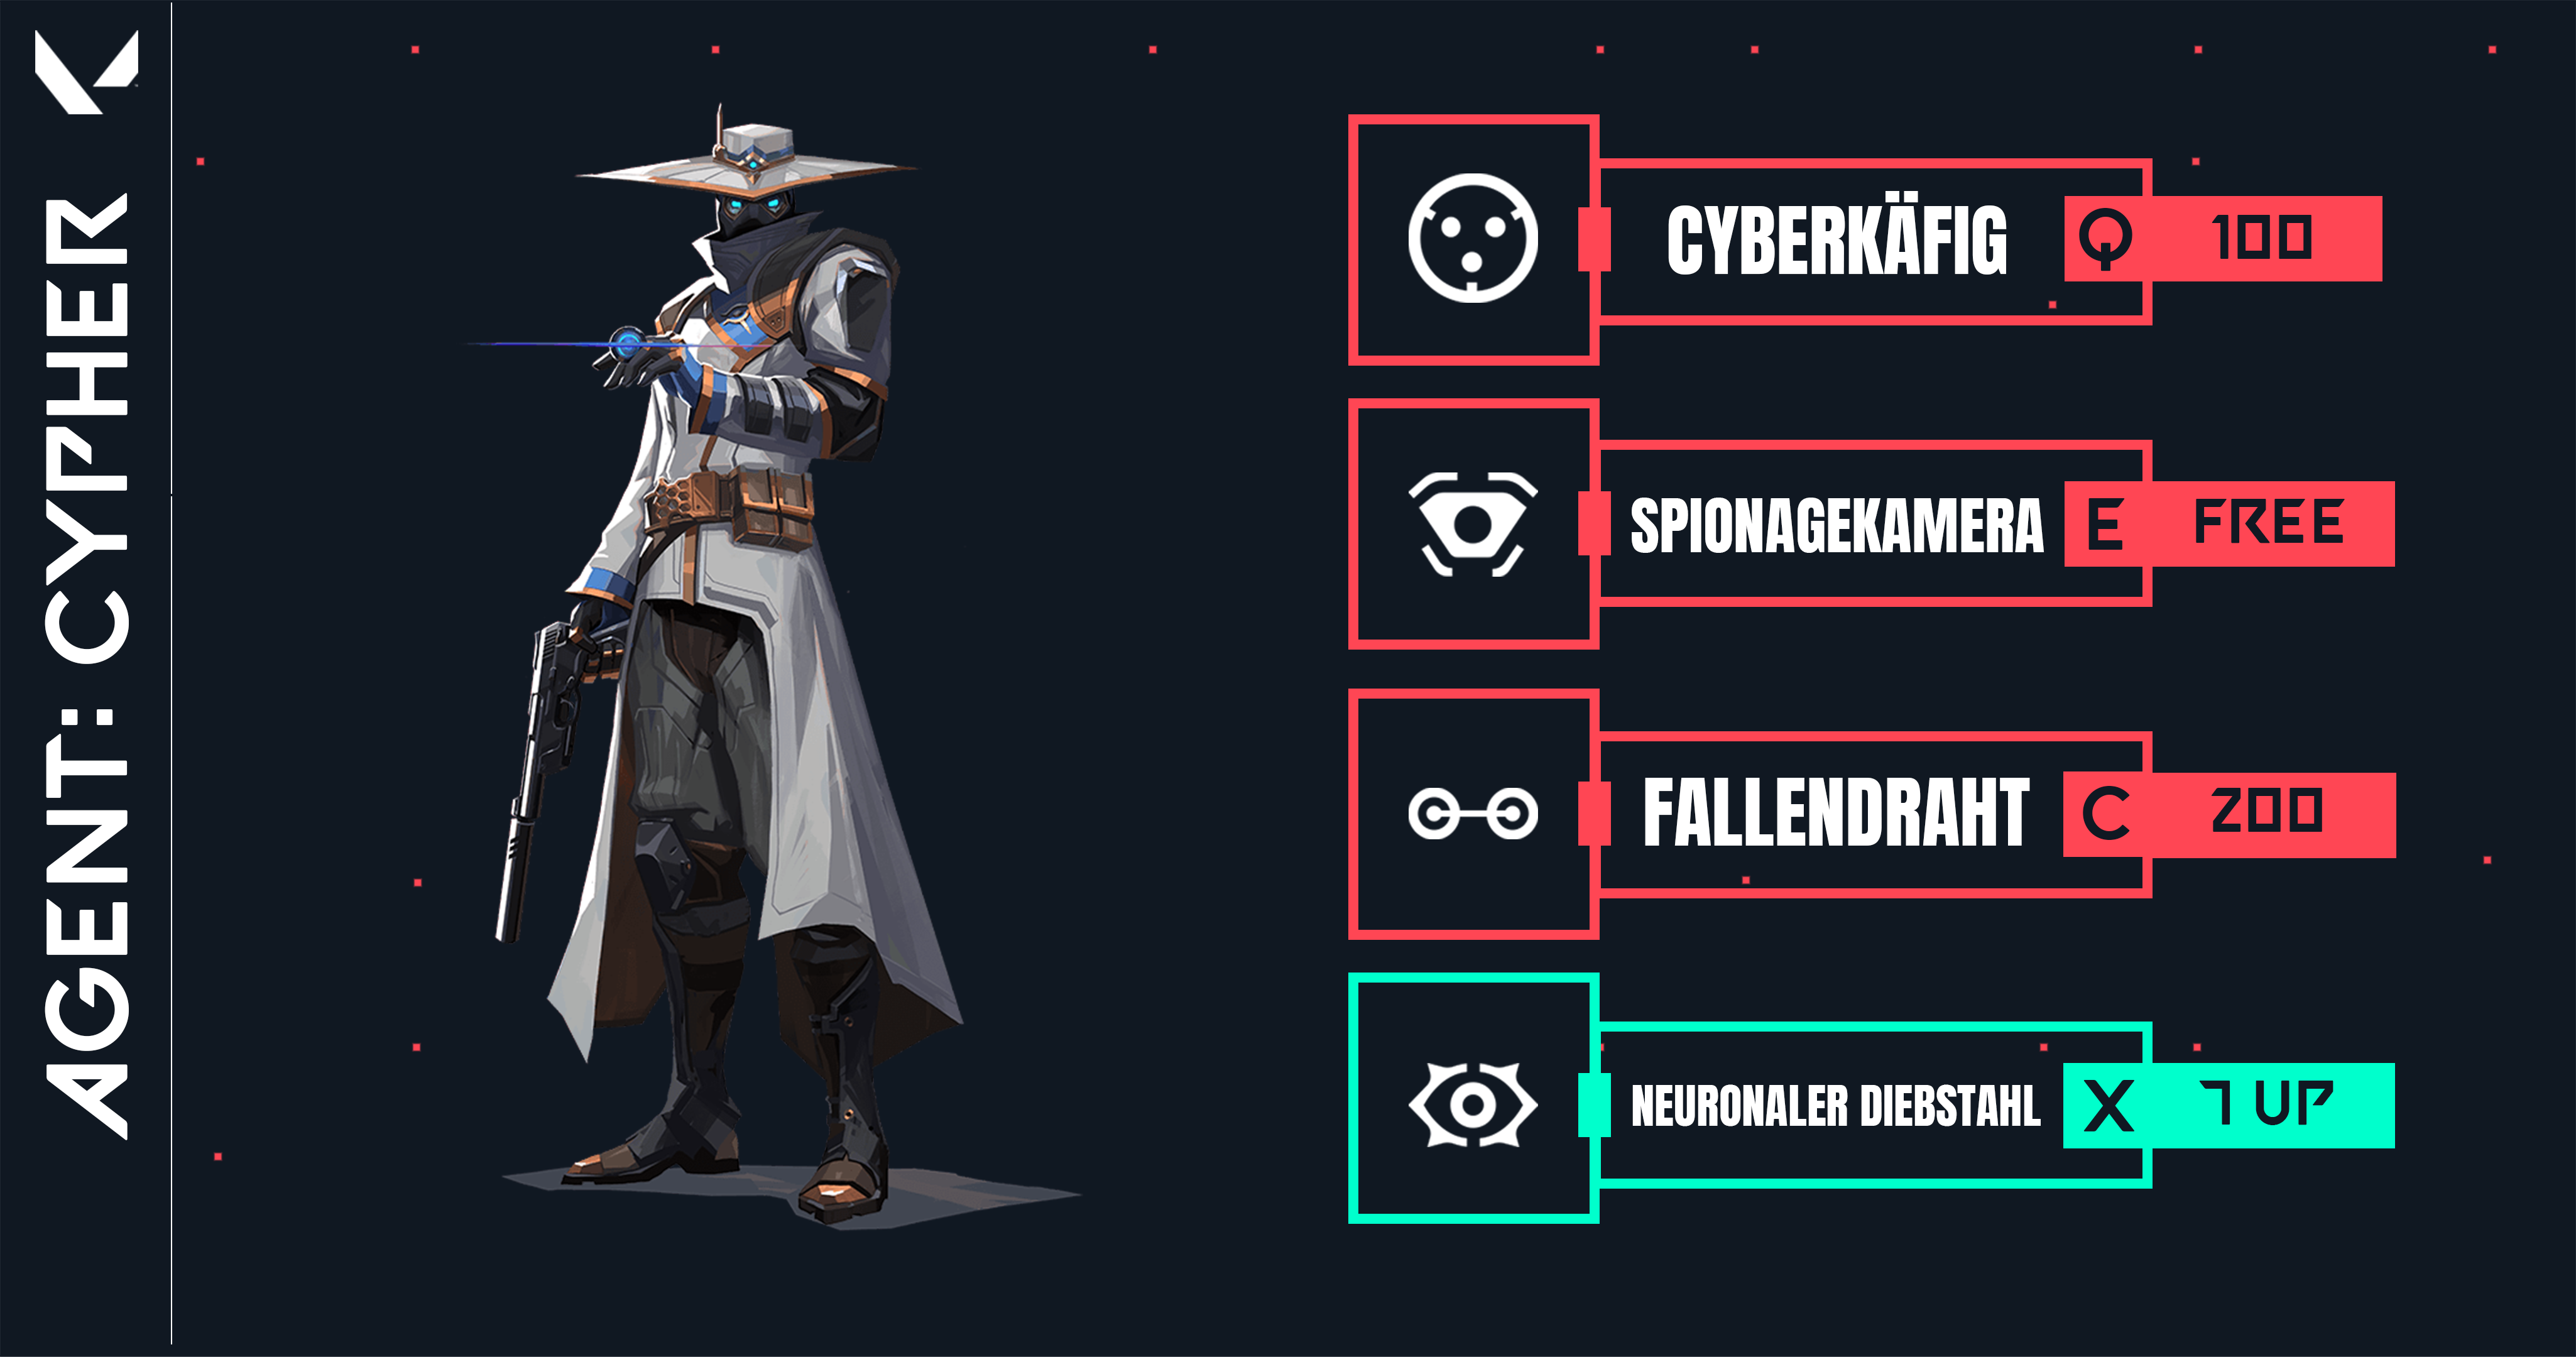 AGENT: CYPHER
CYBERKÄFIG Q 100
SPIONAGEKAMERA E FREE
FALLENDRAHT C 200
NEURONALER DIEBSTAHL X 7 UP